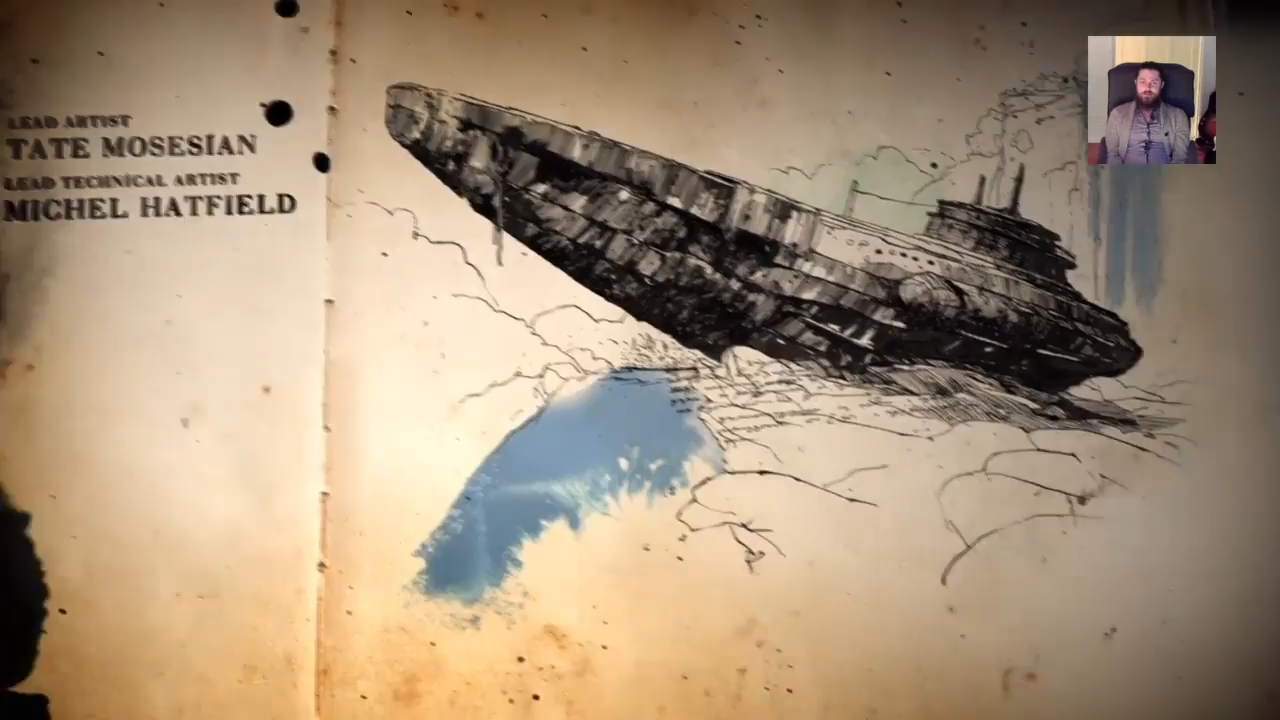 LEAD ARTIST
TATE MOSESIAN
LEAD TECHNICAL ARTIST
MICHEL HATFIELD